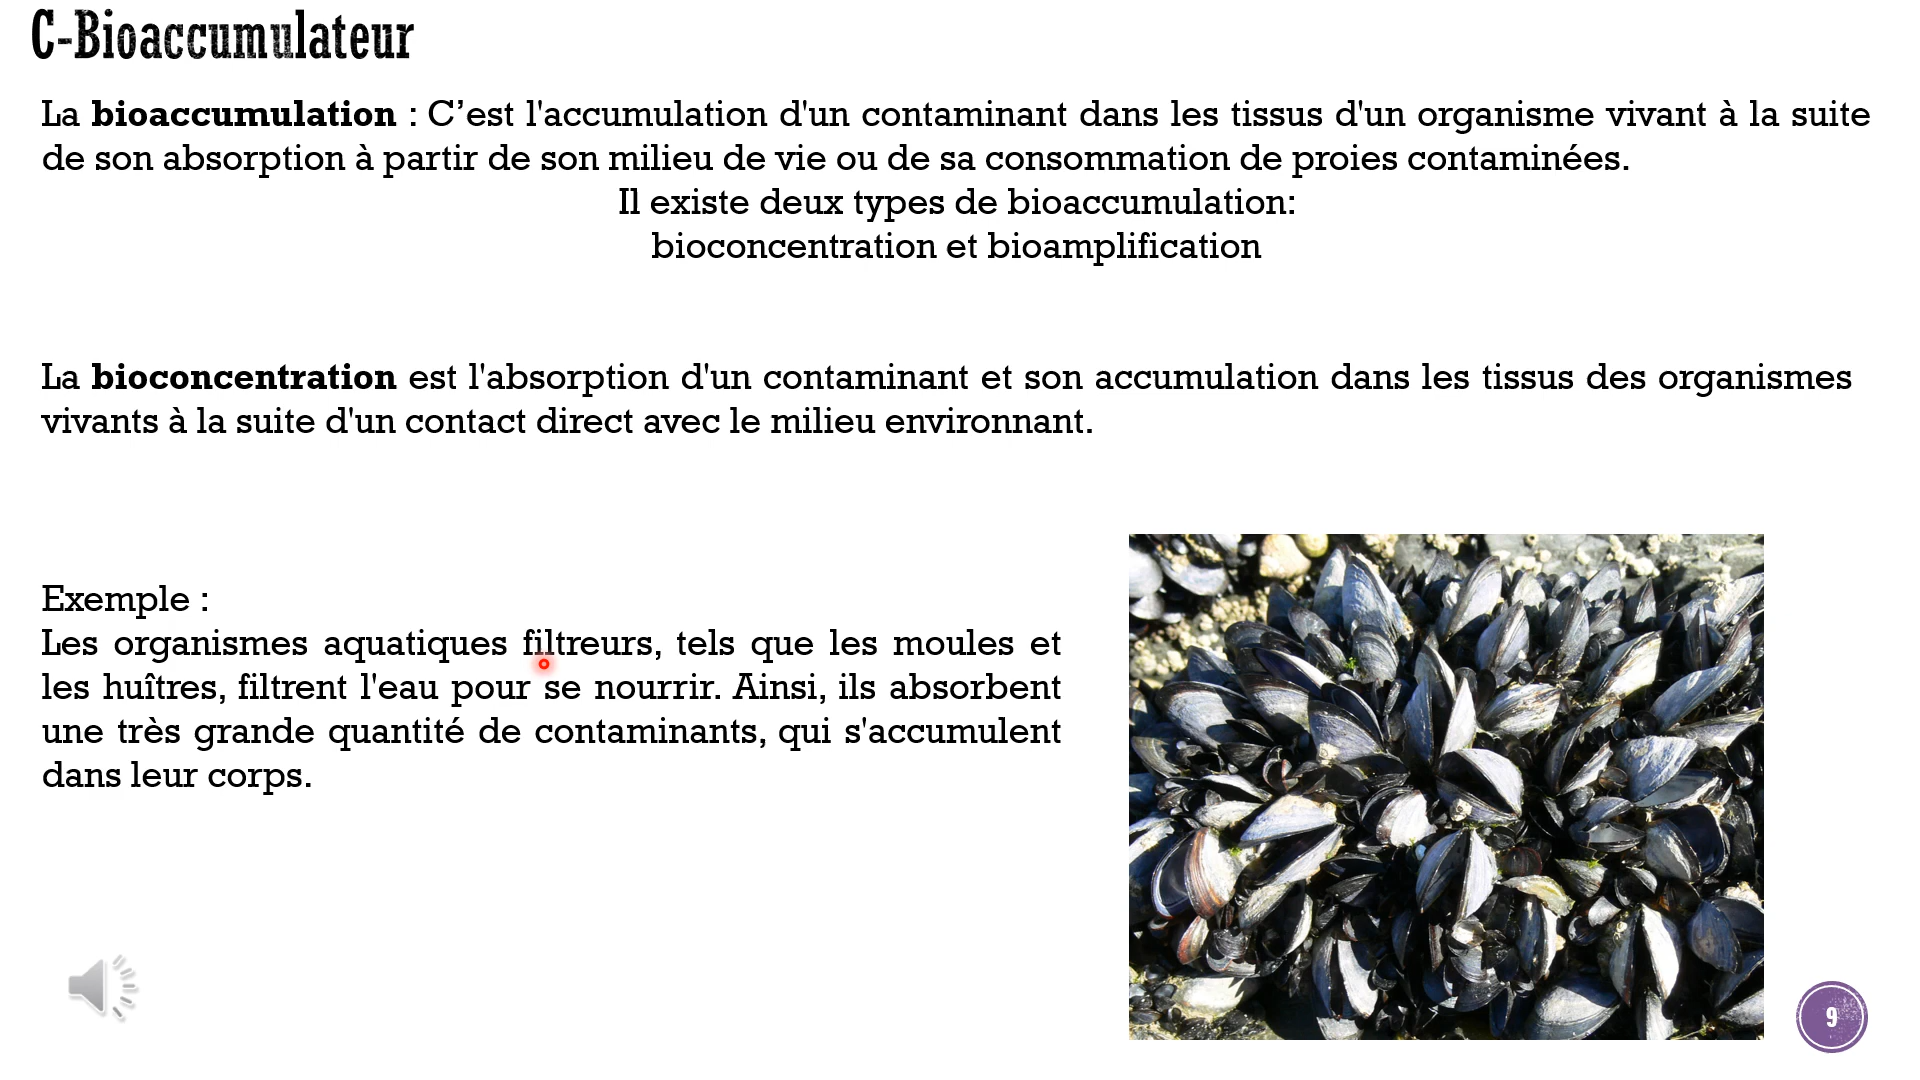 C-Bioaccumulateur
La bioaccumulation : C’est l'accumulation d'un contaminant dans les tissus d'un organisme vivant à la suite
de son absorption à partir de son milieu de vie ou de sa consommation de proies contaminées.
Il existe deux types de bioaccumulation:
bioconcentration et bioamplification
La bioconcentration est l'absorption d'un contaminant et son accumulation dans les tissus des organismes
vivants à la suite d'un contact direct avec le milieu environnant.
Exemple :
Les organismes aquatiques filtreurs, tels que les moules et
les huîtres, filtrent l'eau pour se nourrir. Ainsi, ils absorbent
une très grande quantité de contaminants, qui s'accumulent
dans leur corps.
9